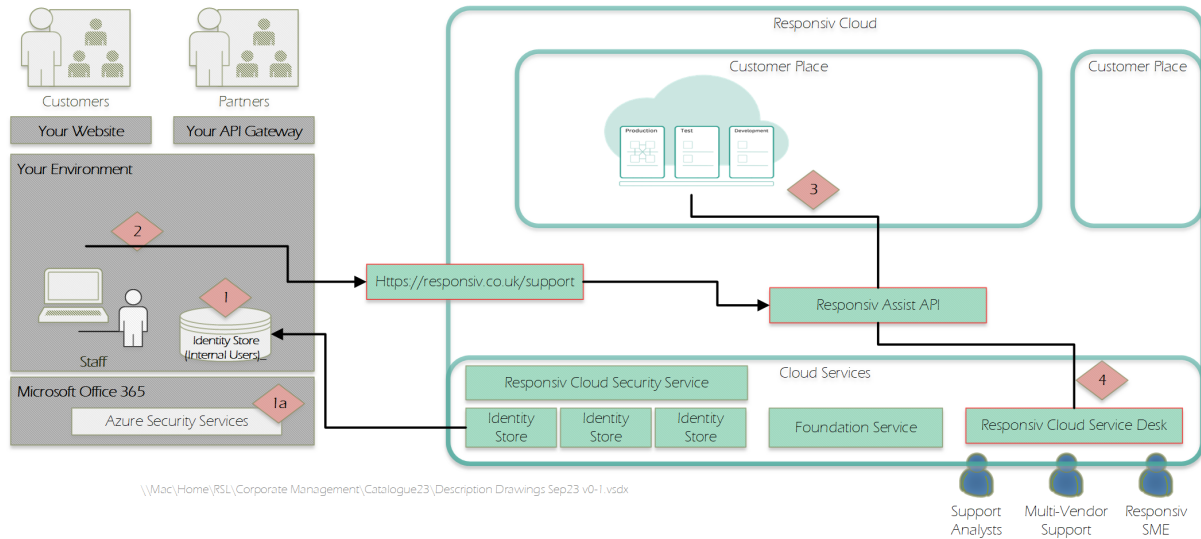 Responsiv Cloud
Customer Place
Customer Place
Customers
Partners
Your Website
Your API Gateway
Production
Test
Development
Your Environment
3
2
Https://responsiv.co.uk/support
Responsiv Assist API
1
Identity Store
(Internal Users)_
Staff
Cloud Services
Responsiv Cloud Security Service
4
Microsoft Office 365
1a
Azure Security Services
Identity
Store
Identity
Store
Identity
Store
Foundation Service
Responsiv Cloud Service Desk
\\Mac\Home\RSL\Corporate Management\Catalogue23\Description Drawings Sep23 v0-1.vsdx
Support
Analysts
Multi-Vendor
Support
Responsiv
SME